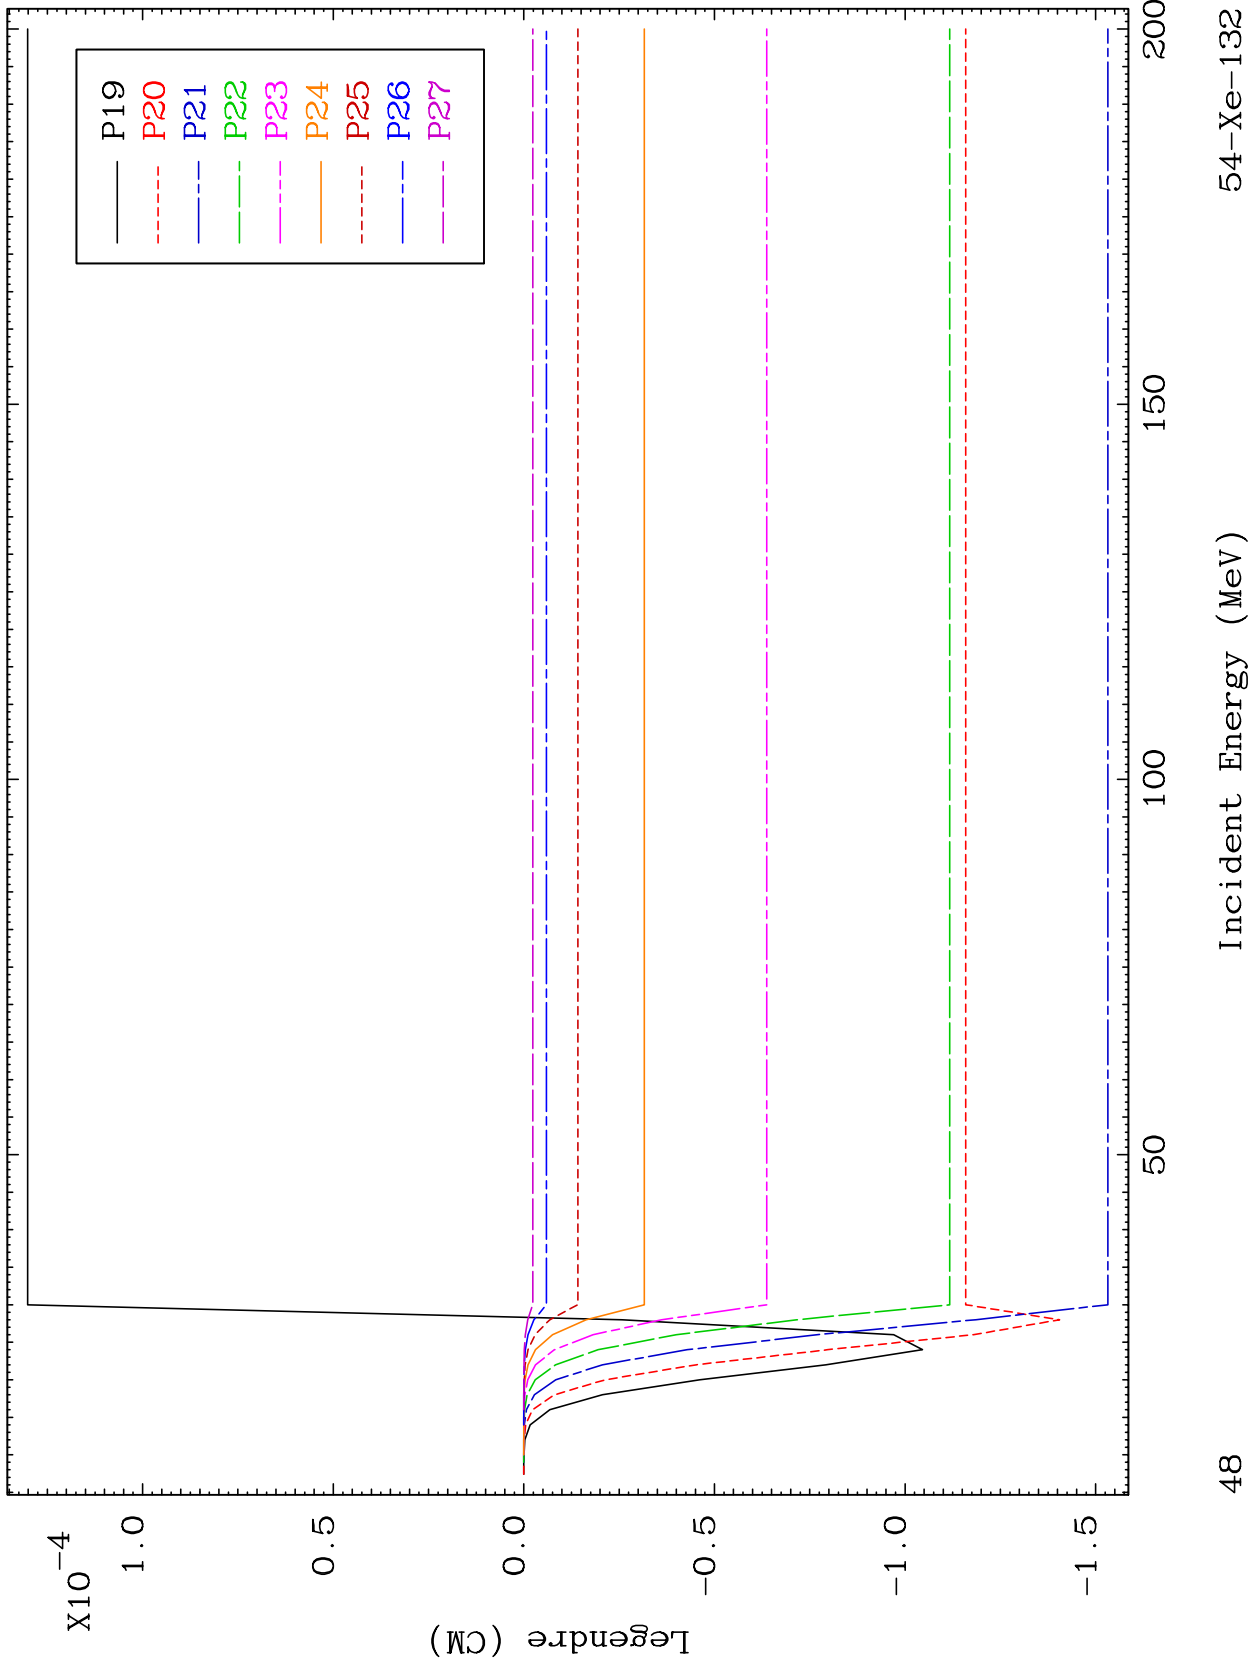 X10−4
1.0
0.5
0.0
−0.5
−1.0
−1.5
Legendre (CM)
P19
P20
P21
P22
P23
P24
P25
P26
P27
50
100
150
200
48
Incident Energy (MeV)
54−Xe−132